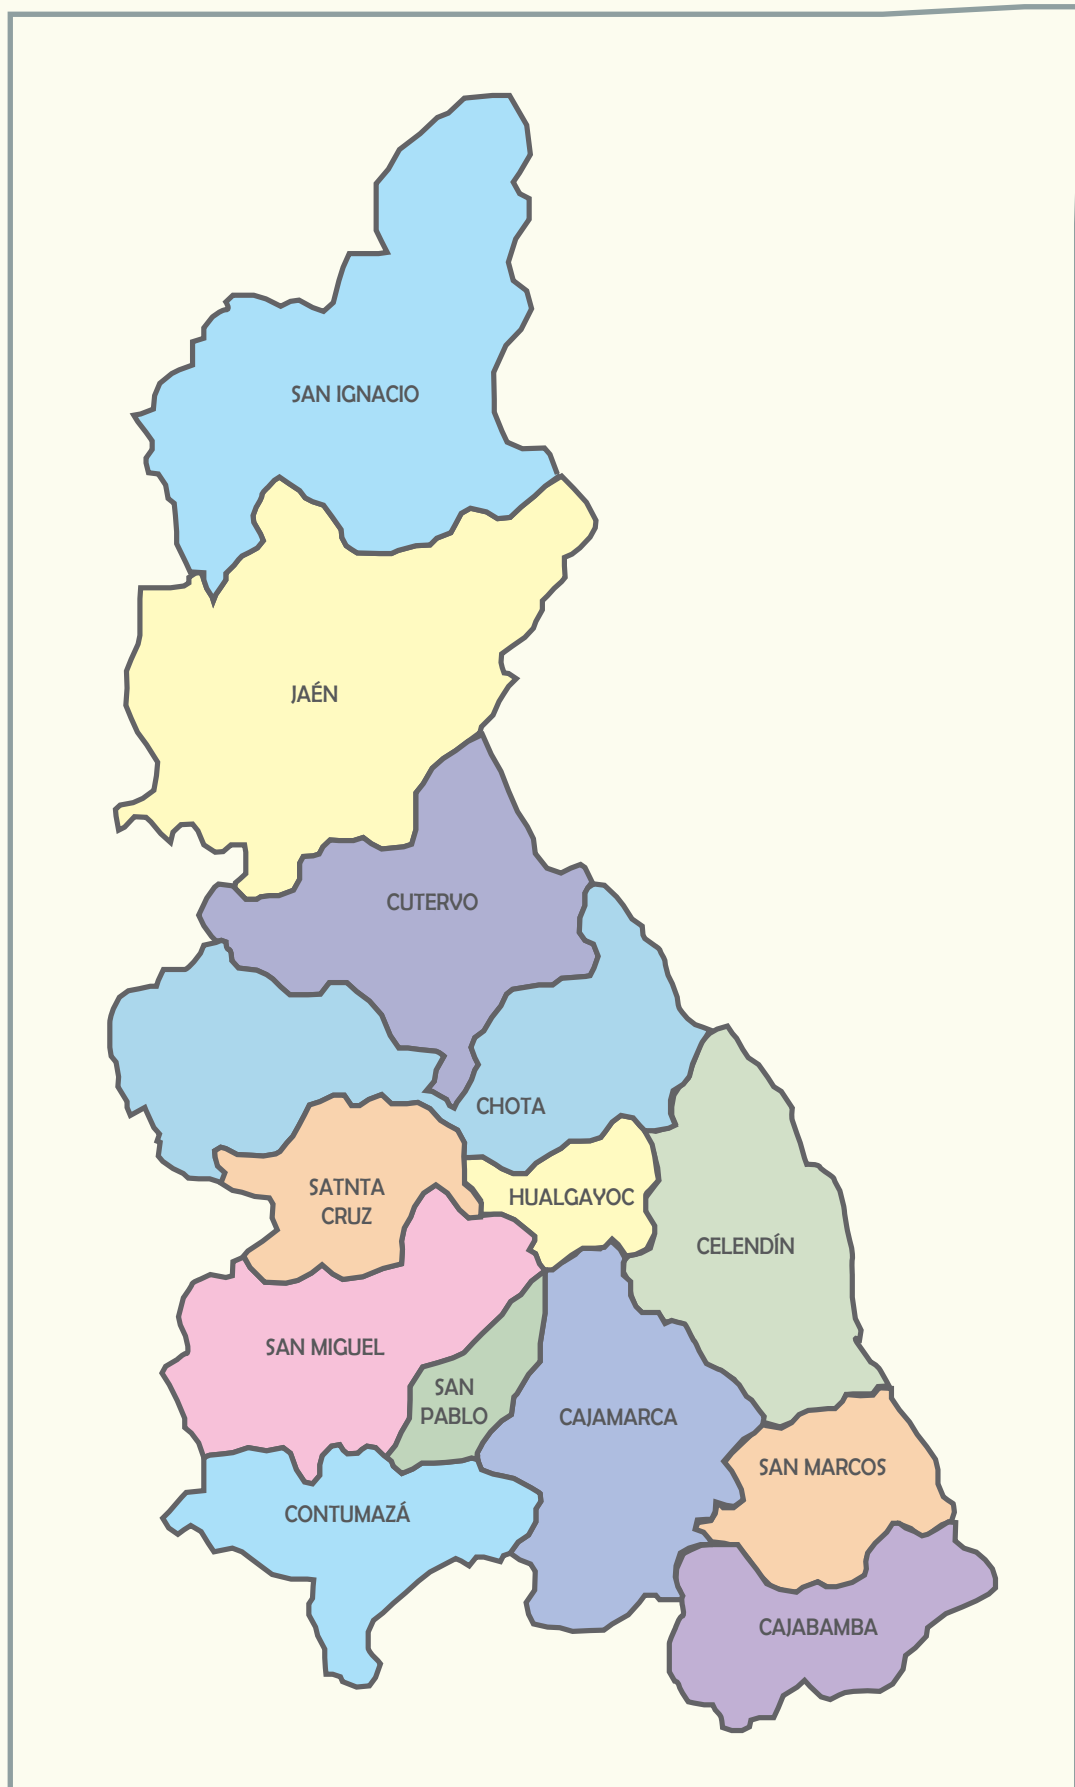 SAN IGNACIO
JAÉN
CUTERVO
CHOTA
SATNTA
CRUZ
HUALGAYOC
CELENDÍN
SAN MIGUEL
SAN
PABLO
CAJAMARCA
SAN MARCOS
CONTUMAZÁ
CAJABAMBA